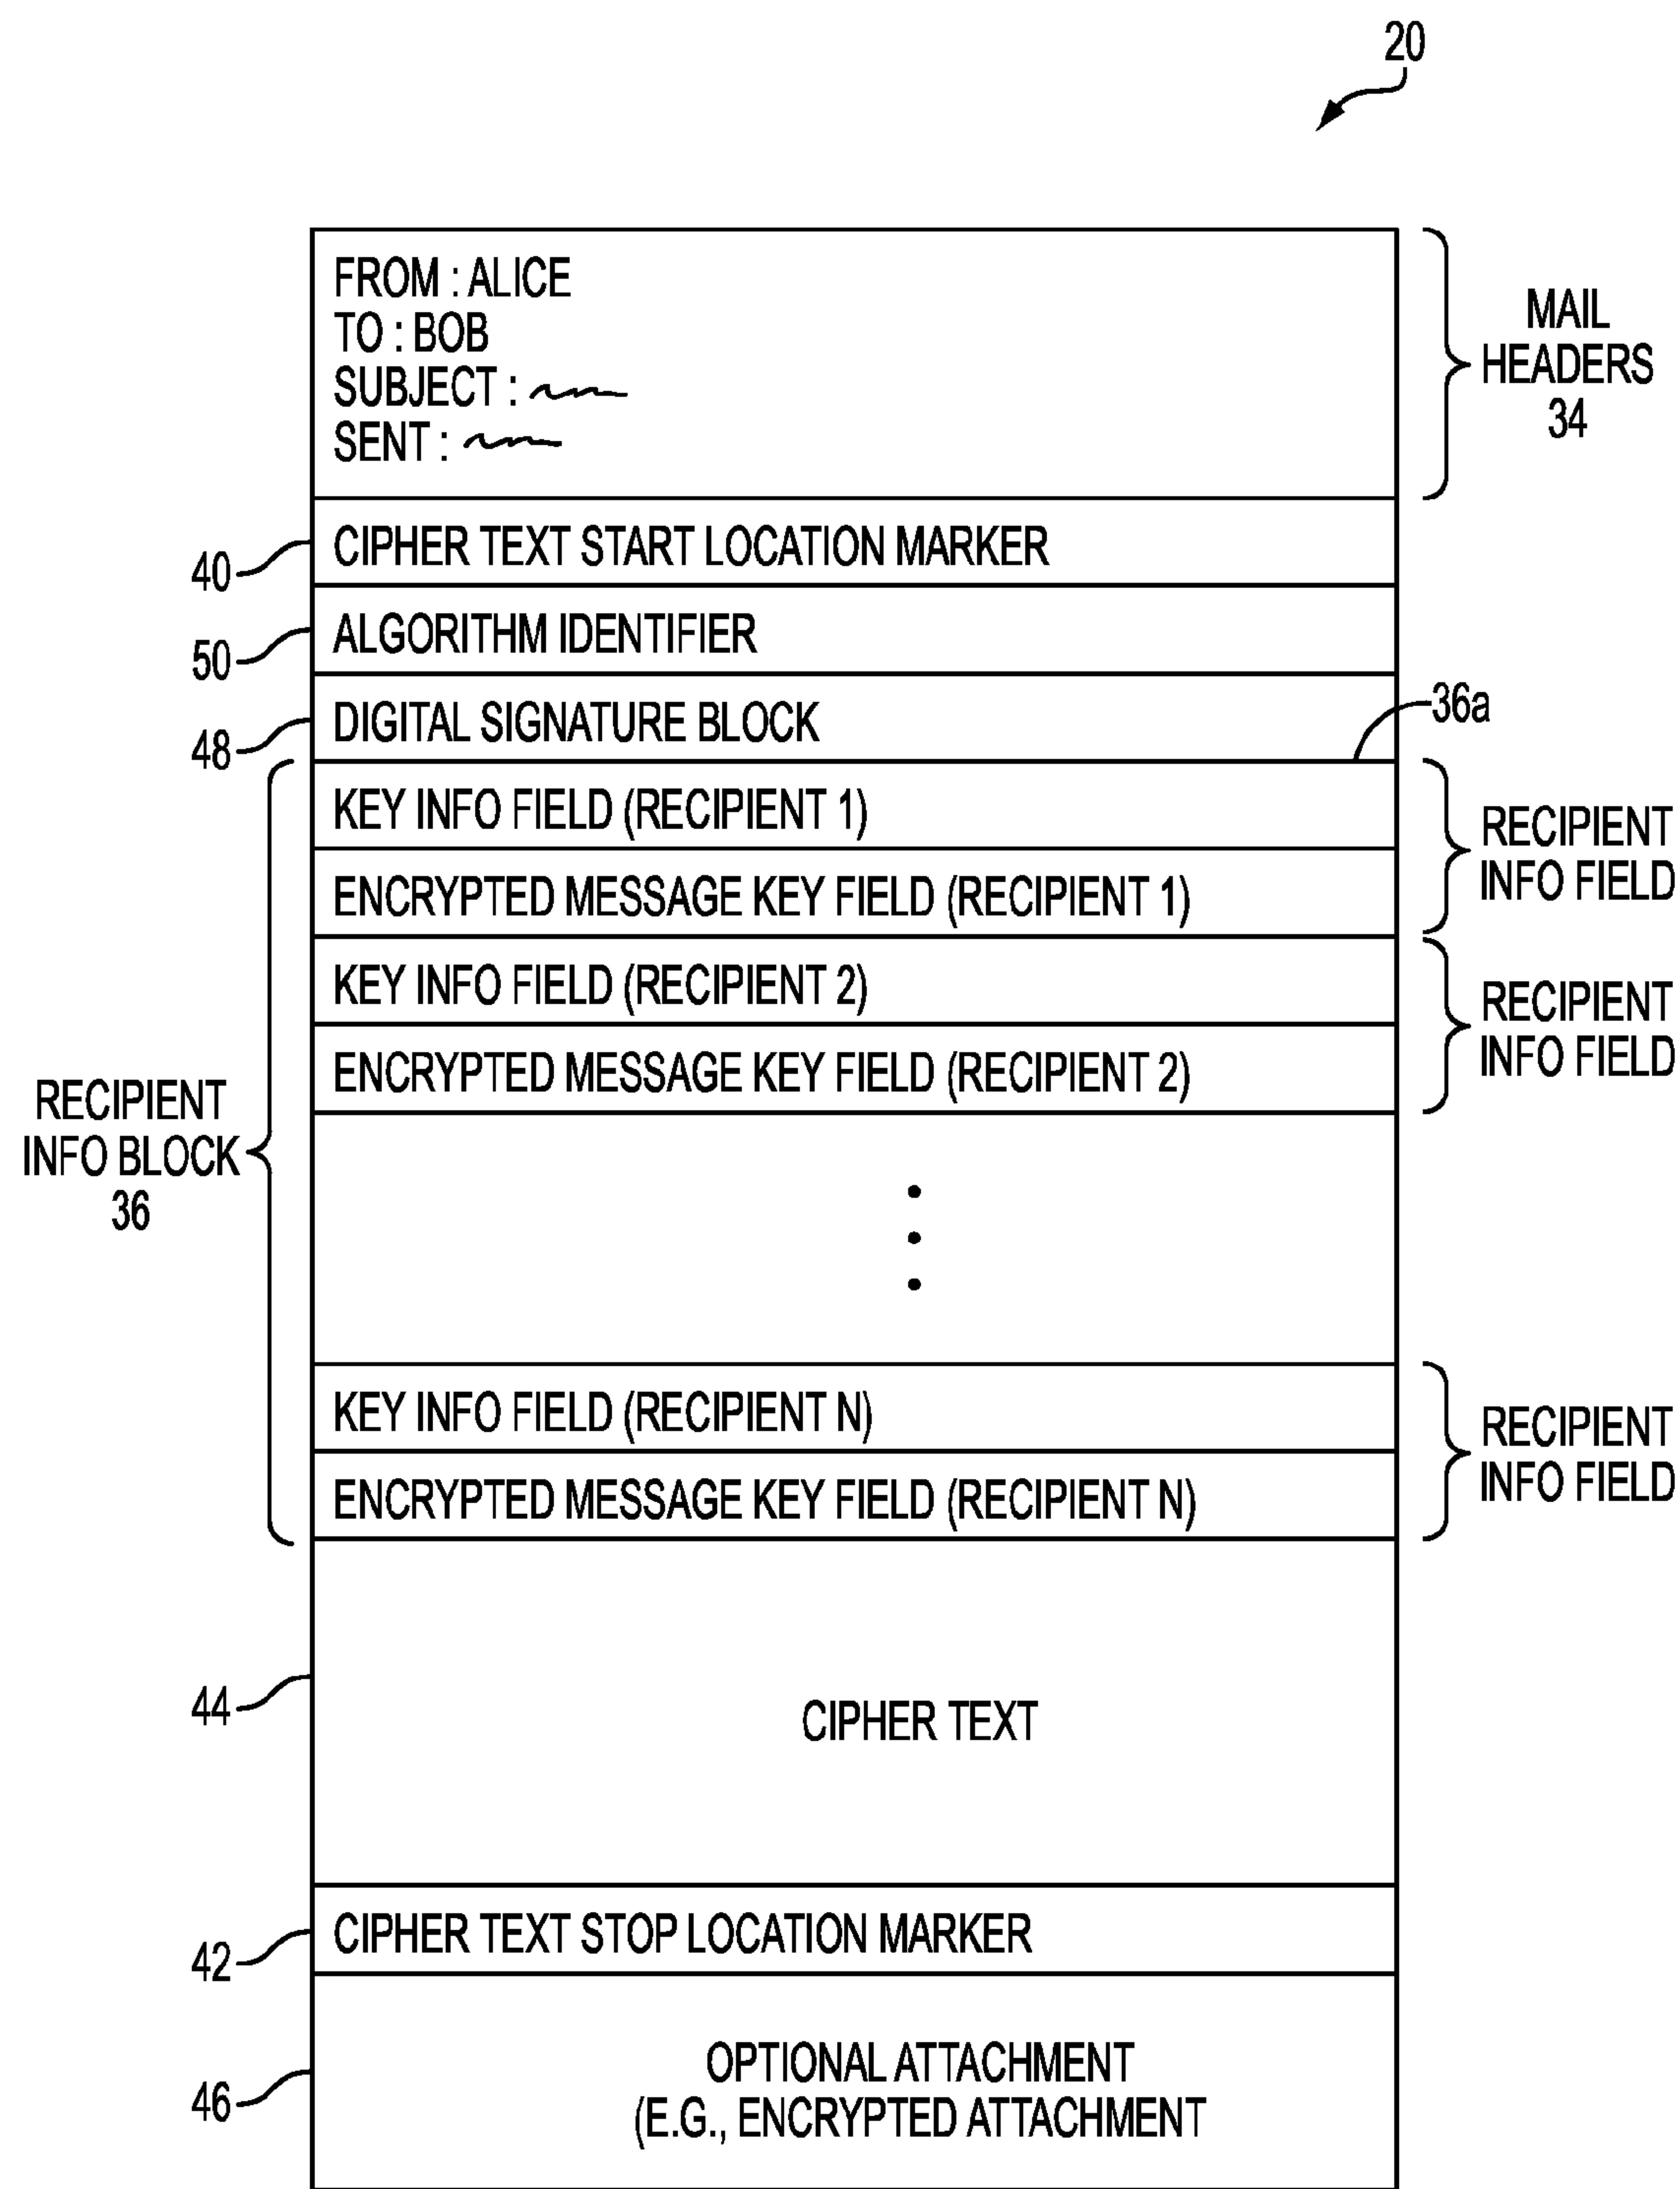 20
FROM : ALICE
TO : BOB
SUBJECT :
SENT :
MAIL
HEADERS
34
40
CIPHER TEXT START LOCATION MARKER
50
ALGORITHM IDENTIFIER
48
DIGITAL SIGNATURE BLOCK
36a
KEY INFO FIELD (RECIPIENT 1)
ENCRYPTED MESSAGE KEY FIELD (RECIPIENT 1)
RECIPIENT
INFO FIELD
KEY INFO FIELD (RECIPIENT 2)
ENCRYPTED MESSAGE KEY FIELD (RECIPIENT 2)
RECIPIENT
INFO FIELD
RECIPIENT
INFO BLOCK
36
KEY INFO FIELD (RECIPIENT N)
ENCRYPTED MESSAGE KEY FIELD (RECIPIENT N)
RECIPIENT
INFO FIELD
44
CIPHER TEXT
42
CIPHER TEXT STOP LOCATION MARKER
46
OPTIONAL ATTACHMENT
(E.G., ENCRYPTED ATTACHMENT